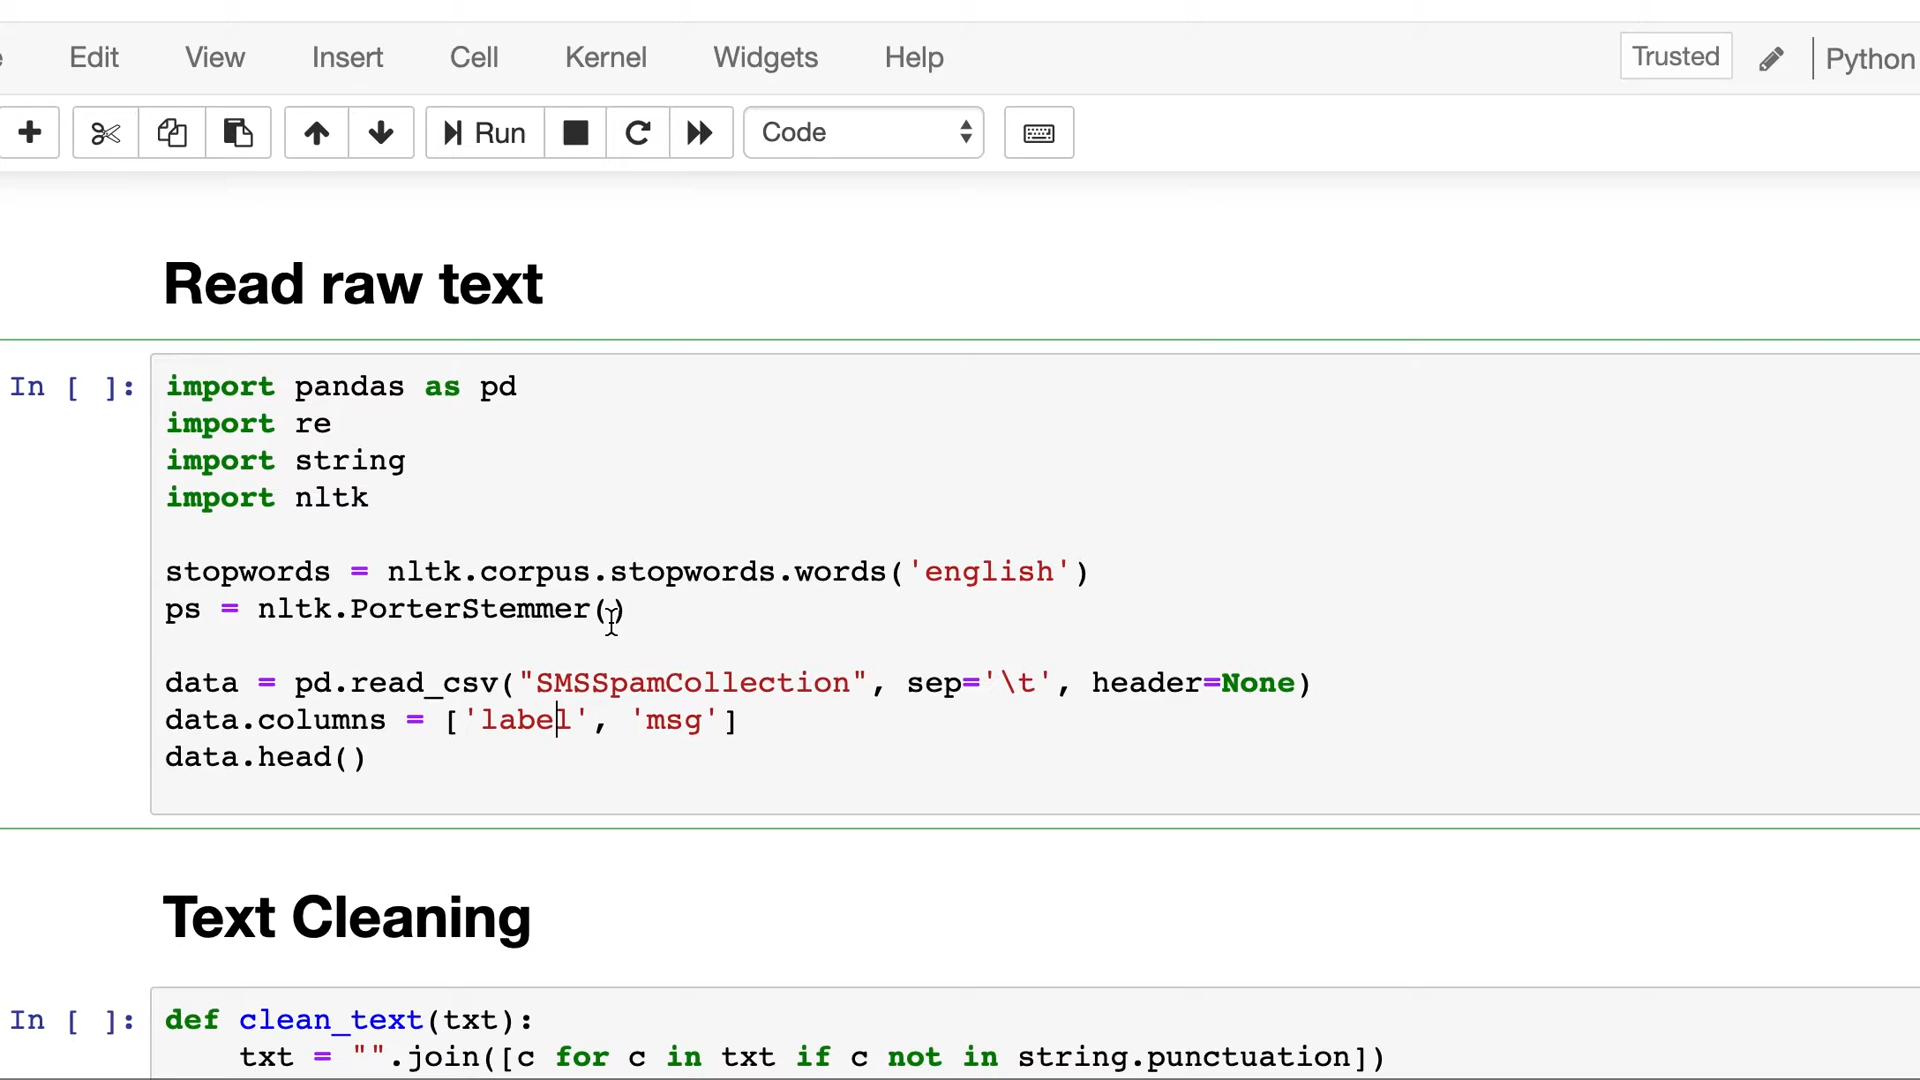 Edit View Insert Cell Kernel Widgets Help Trusted Python
Run Code
Read raw text
In [ ]:
import pandas as pd
import re
import string
import nltk
stopwords = nltk.corpus.stopwords.words('english')
ps = nltk.PorterStemmer()
data = pd.read_csv("SMSSpamCollection", sep='\t', header=None)
data.columns = ['label', 'msg']
data.head()
Text Cleaning
In [ ]:
def clean_text(txt):
    txt = "".join([c for c in txt if c not in string.punctuation])